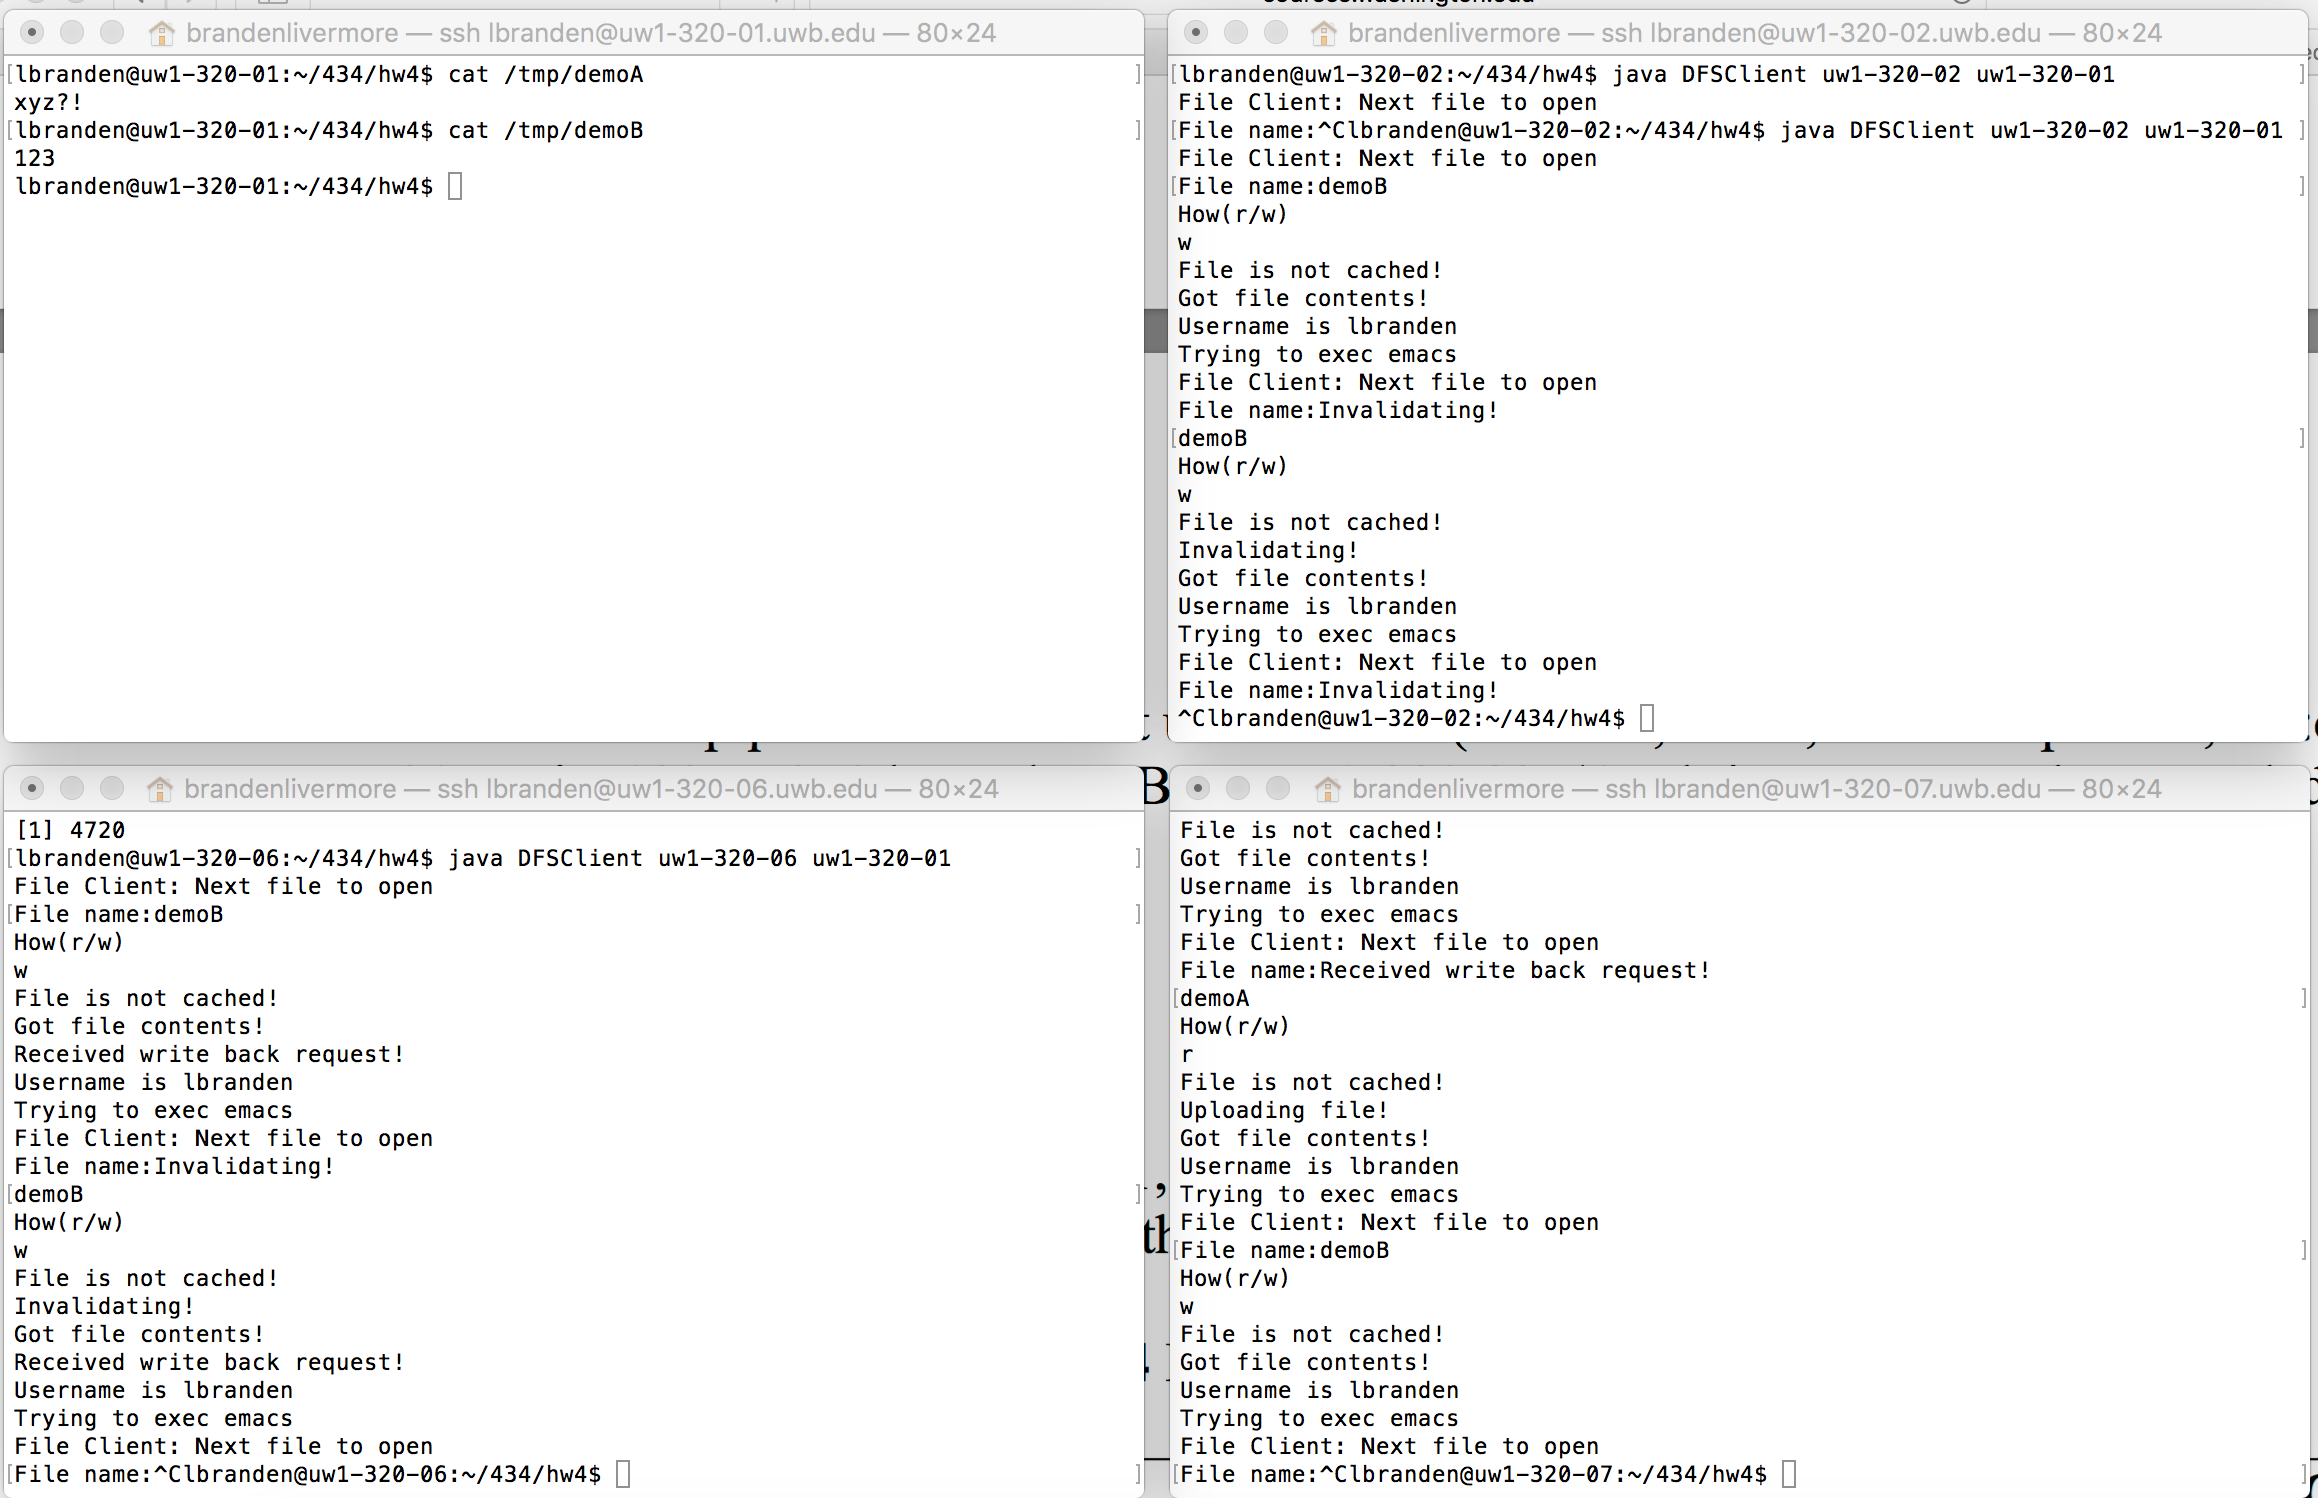 brandenlivermore — ssh lbranden@uw1-320-01.uwb.edu — 80×24
lbranden@uw1-320-01:~/434/hw4$ cat /tmp/demoA
xyz?!
lbranden@uw1-320-01:~/434/hw4$ cat /tmp/demoB
123
lbranden@uw1-320-01:~/434/hw4$
brandenlivermore — ssh lbranden@uw1-320-02.uwb.edu — 80×24
lbranden@uw1-320-02:~/434/hw4$ java DFSClient uw1-320-02 uw1-320-01
File Client: Next file to open
File name:^Clbranden@uw1-320-02:~/434/hw4$ java DFSClient uw1-320-02 uw1-320-01
File Client: Next file to open
File name:demoB
How(r/w)
w
File is not cached!
Got file contents!
Username is lbranden
Trying to exec emacs
File Client: Next file to open
File name:Invalidating!
demoB
How(r/w)
w
File is not cached!
Invalidating!
Got file contents!
Username is lbranden
Trying to exec emacs
File Client: Next file to open
File name:Invalidating!
^Clbranden@uw1-320-02:~/434/hw4$
brandenlivermore — ssh lbranden@uw1-320-06.uwb.edu — 80×24
[1] 4720
lbranden@uw1-320-06:~/434/hw4$ java DFSClient uw1-320-06 uw1-320-01
File Client: Next file to open
File name:demoB
How(r/w)
w
File is not cached!
Got file contents!
Received write back request!
Username is lbranden
Trying to exec emacs
File Client: Next file to open
File name:Invalidating!
demoB
How(r/w)
w
File is not cached!
Invalidating!
Got file contents!
Received write back request!
Username is lbranden
Trying to exec emacs
File Client: Next file to open
File name:^Clbranden@uw1-320-06:~/434/hw4$
brandenlivermore — ssh lbranden@uw1-320-07.uwb.edu — 80×24
File is not cached!
Got file contents!
Username is lbranden
Trying to exec emacs
File Client: Next file to open
File name:Received write back request!
demoA
How(r/w)
r
File is not cached!
Uploading file!
Got file contents!
Username is lbranden
Trying to exec emacs
File Client: Next file to open
File name:demoB
How(r/w)
w
File is not cached!
Got file contents!
Username is lbranden
Trying to exec emacs
File Client: Next file to open
File name:^Clbranden@uw1-320-07:~/434/hw4$